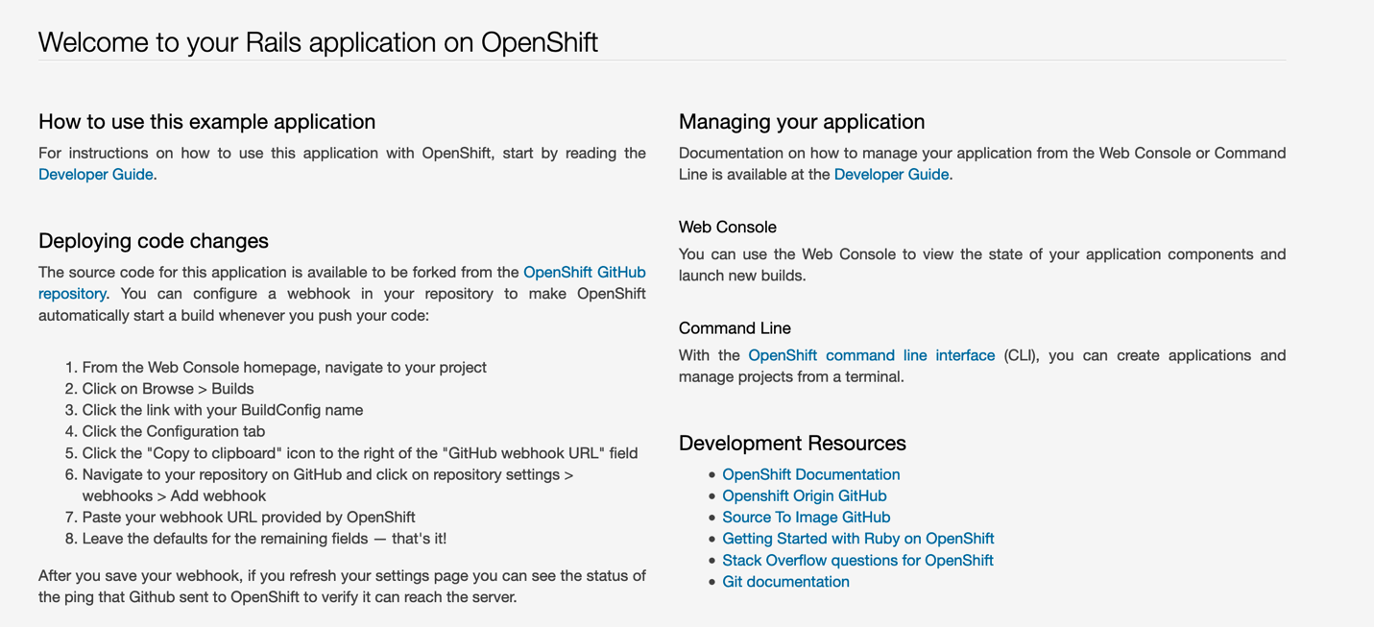 Welcome to your Rails application on OpenShift
How to use this example application
For instructions on how to use this application with OpenShift, start by reading the
Developer Guide.
Deploying code changes
The source code for this application is available to be forked from the OpenShift GitHub
repository. You can configure a webhook in your repository to make OpenShift
automatically start a build whenever you push your code:
1. From the Web Console homepage, navigate to your project
2. Click on Browse > Builds
3. Click the link with your BuildConfig name
4. Click the Configuration tab
5. Click the "Copy to clipboard" icon to the right of the "GitHub webhook URL" field
6. Navigate to your repository on GitHub and click on repository settings >
webhooks > Add webhook
7. Paste your webhook URL provided by OpenShift
8. Leave the defaults for the remaining fields — that's it!
After you save your webhook, if you refresh your settings page you can see the status of
the ping that Github sent to OpenShift to verify it can reach the server.
Managing your application
Documentation on how to manage your application from the Web Console or Command
Line is available at the Developer Guide.
Web Console
You can use the Web Console to view the state of your application components and
launch new builds.
Command Line
With the OpenShift command line interface (CLI), you can create applications and
manage projects from a terminal.
Development Resources
• OpenShift Documentation
• Openshift Origin GitHub
• Source To Image GitHub
• Getting Started with Ruby on OpenShift
• Stack Overflow questions for OpenShift
• Git documentation